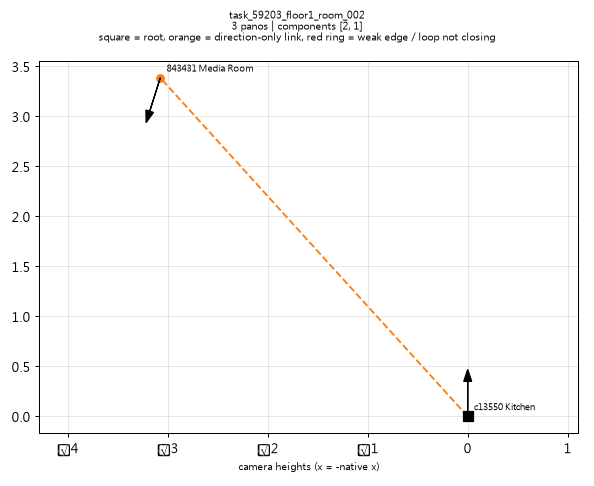 task_59203_floor1_room_002
3 panos | components [2, 1]
square = root, orange = direction-only link, red ring = weak edge / loop not closing
843431 Media Room
3.5
3.0
2.5
2.0
1.5
1.0
0.5
0.0
c13550 Kitchen
4 3 2 1 0 1
camera heights (x = -native x)